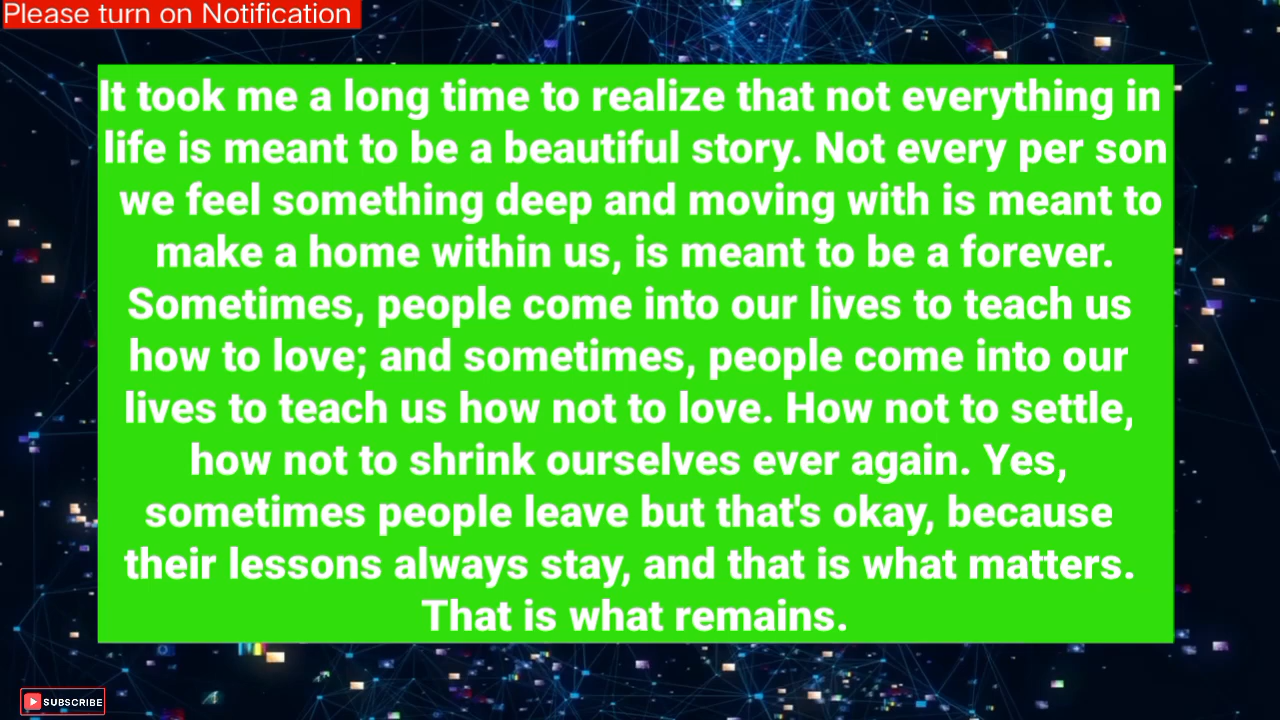 Please turn on Notification
It took me a long time to realize that not everything in
life is meant to be a beautiful story. Not every per son
we feel something deep and moving with is meant to
make a home within us, is meant to be a forever.
Sometimes, people come into our lives to teach us
how to love; and sometimes, people come into our
lives to teach us how not to love. How not to settle,
how not to shrink ourselves ever again. Yes,
sometimes people leave but that's okay, because
their lessons always stay, and that is what matters.
That is what remains.
SUBSCRIBE